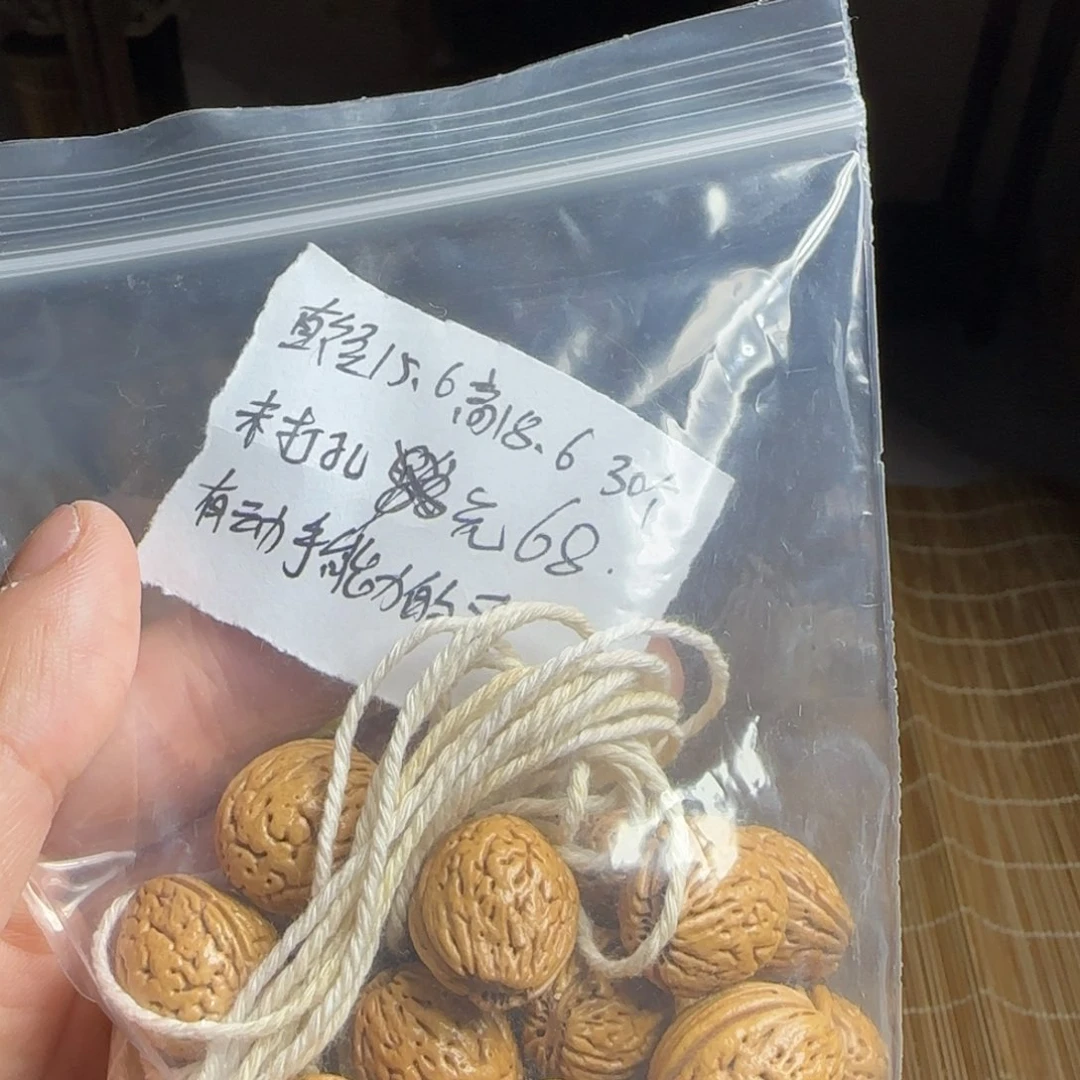 直径15.6高18.6 30个
未打孔 元68.
有动手能力的